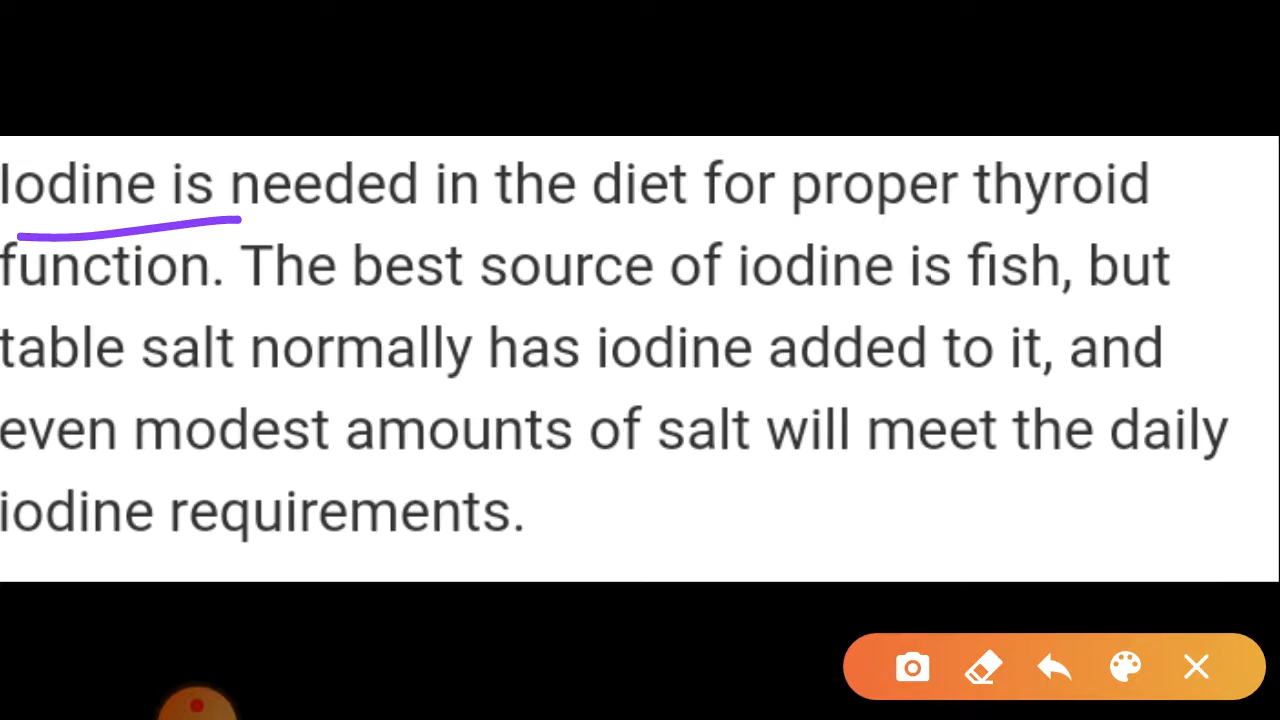 Iodine is needed in the diet for proper thyroid
function. The best source of iodine is fish, but
table salt normally has iodine added to it, and
even modest amounts of salt will meet the daily
iodine requirements.